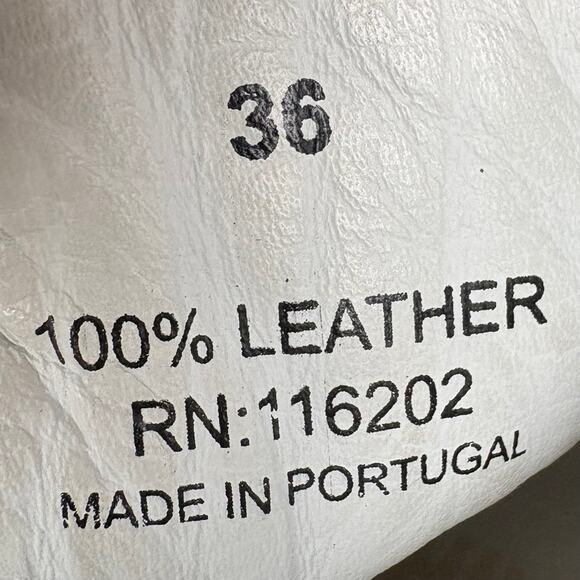 36
100% LEATHER
RN:116202
MADE IN PORTUGAL